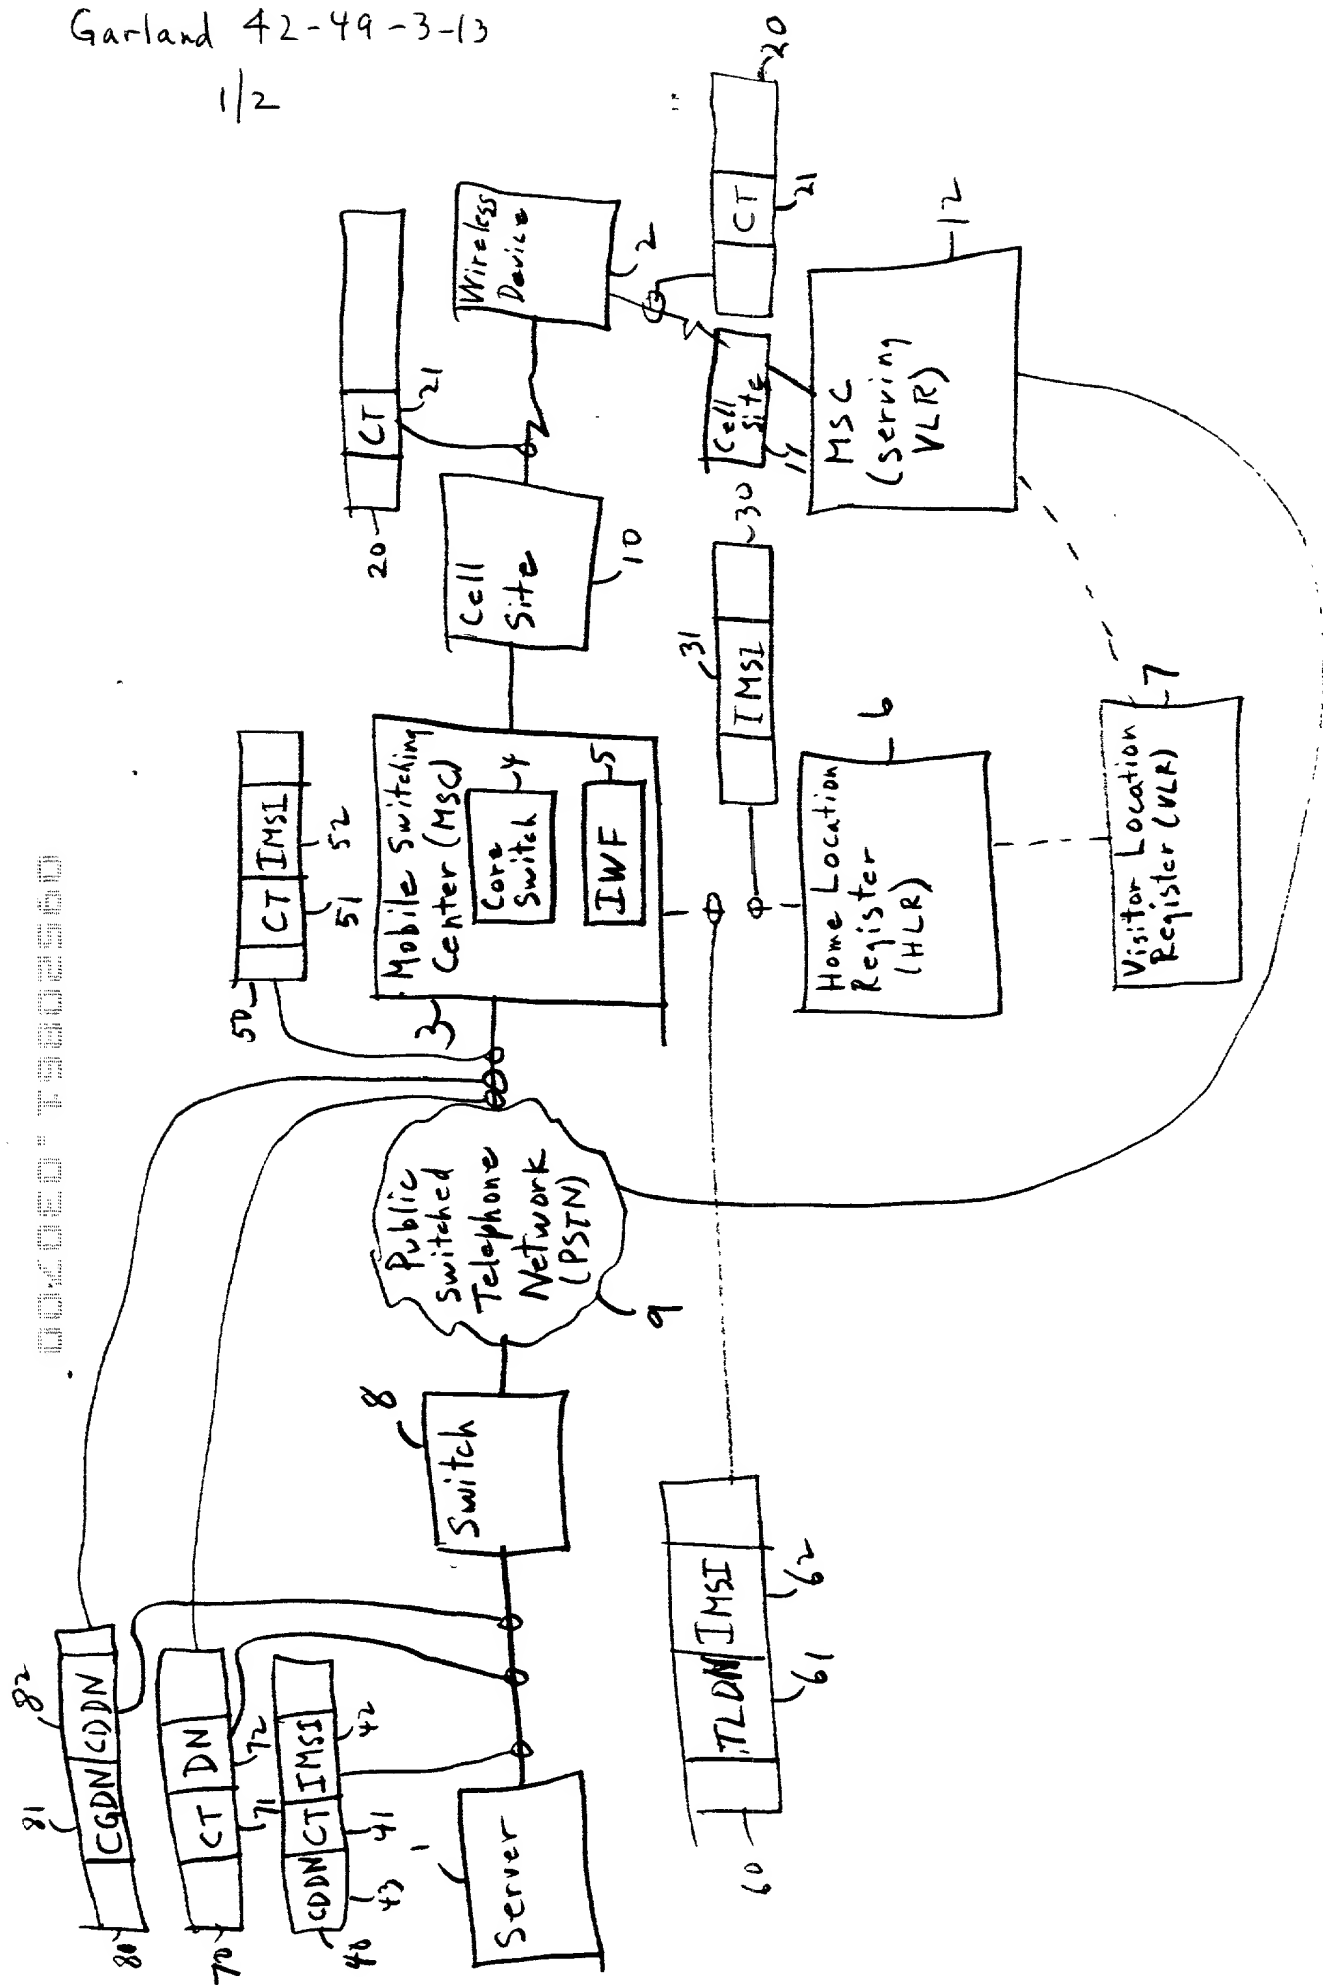 Garland 42-49-3-13
1/2
81
82
CGDN
CDDN
80
CT
DN
70
71
72
CDDN
CT
IMSI
40
43
41
42
1
Server
8
Switch
Public
Switched
Telephone
Network
(PSTN)
9
50
CT
IMSI
51
52
3
Mobile Switching
Center (MSC)
Core
Switch
4
IWF
5
Cell
Site
10
20
CT
21
Wireless
Device
2
TLDN
IMSI
60
61
62
31
IMSI
30
Home Location
Register
(HLR)
6
Visitor Location
Register (VLR)
7
Cell
Site
11
CT
21
20
MSC
(serving
VLR)
12